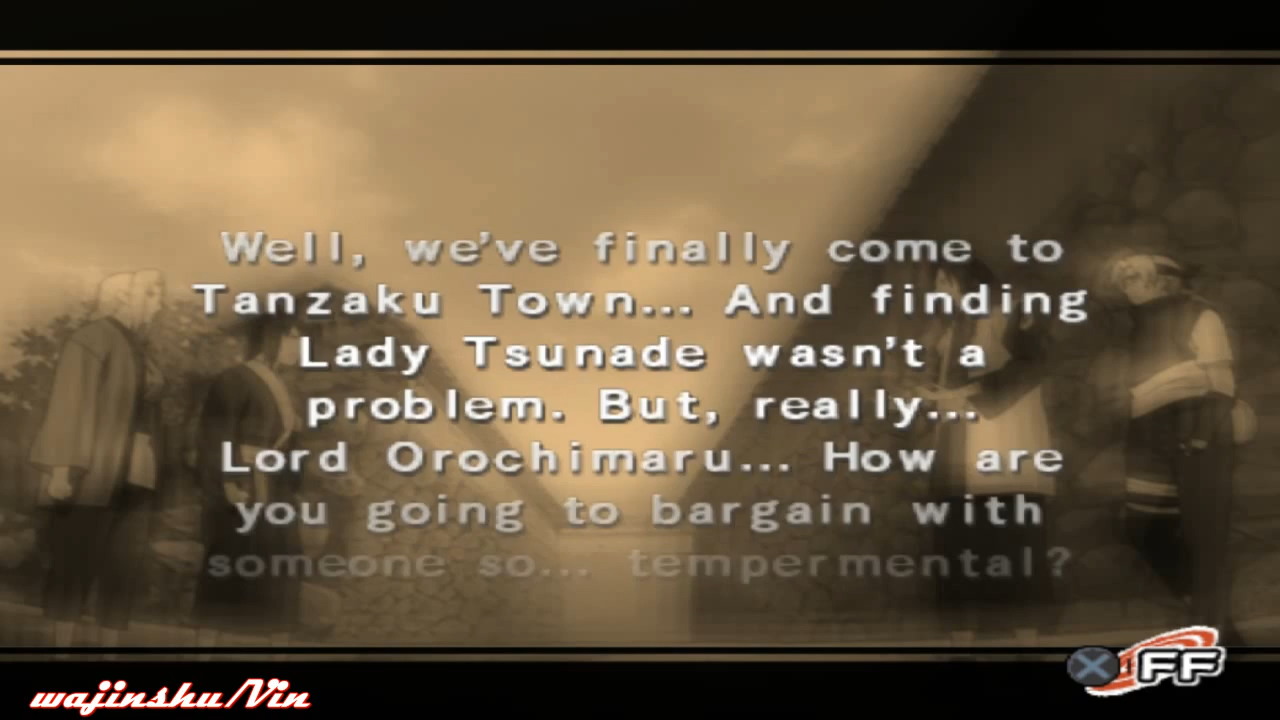 Well, we've finally come to
Tanzaku Town... And finding
Lady Tsunade wasn't a
problem. But, really...
Lord Orochimaru... How are
you going to bargain with
someone so... tempermental?
FF
wajinshu/Vin